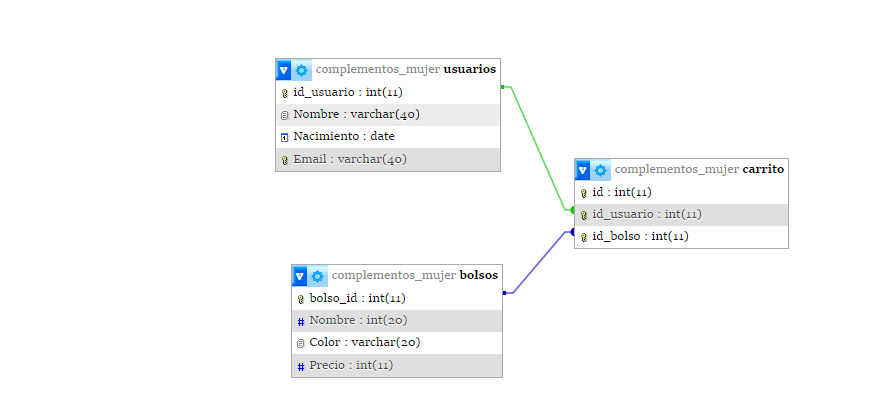 complementos_mujer usuarios
id_usuario : int(11)
Nombre : varchar(40)
Nacimiento : date
Email : varchar(40)
complementos_mujer carrito
id : int(11)
id_usuario : int(11)
id_bolso : int(11)
complementos_mujer bolsos
bolso_id : int(11)
Nombre : int(20)
Color : varchar(20)
Precio : int(11)